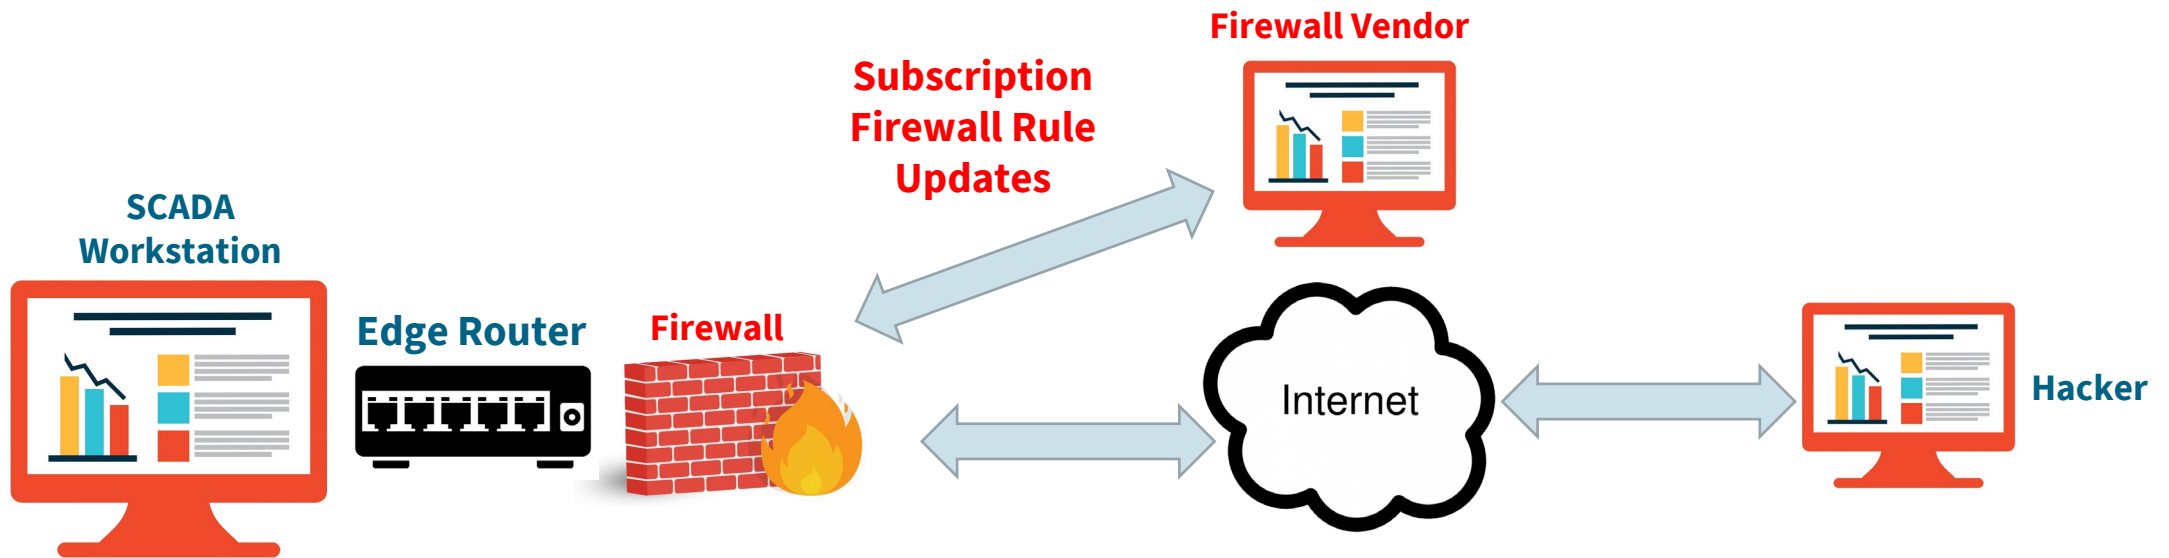 Firewall Vendor
Subscription
Firewall Rule
Updates
SCADA
Workstation
Edge Router
Firewall
Internet
Hacker